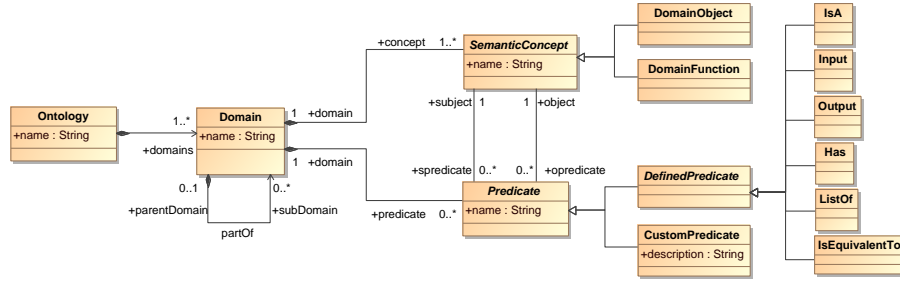 DomainObject
IsA
+concept 1..*
SemanticConcept
+name : String
DomainFunction
Input
+subject 1
1 +object
Output
Ontology
+name : String
1..*
+domains
Domain
+name : String
1 +domain
1 +domain
0..1
+parentDomain
0..*
+subDomain
partOf
+spredicate 0..*
0..* +opredicate
+predicate 0..*
Predicate
+name : String
DefinedPredicate
Has
ListOf
CustomPredicate
+description : String
IsEquivalentTo